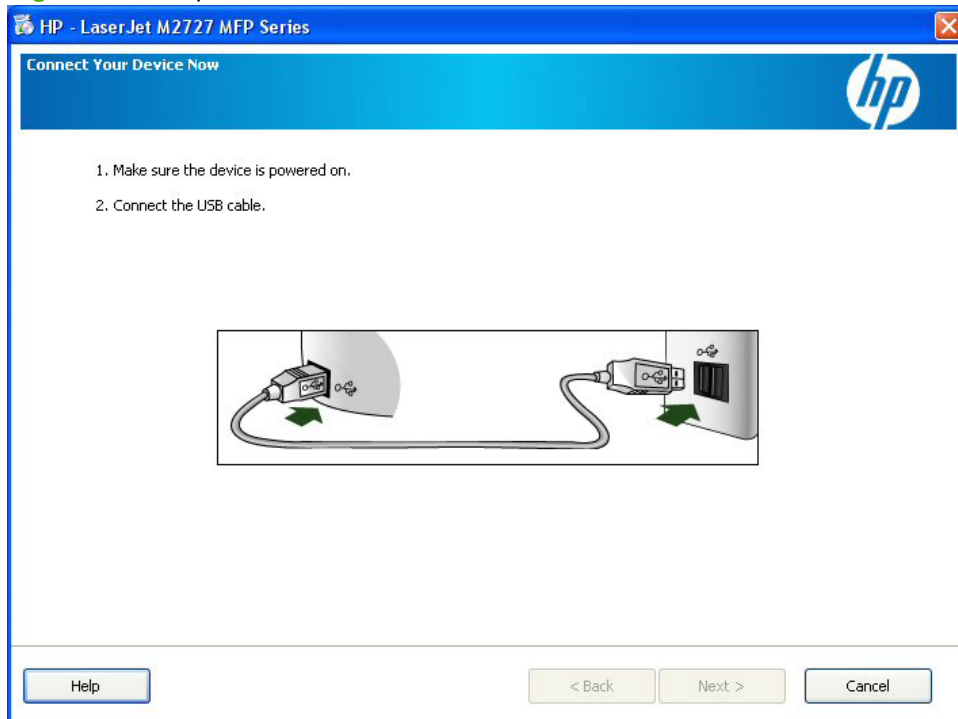 HP - LaserJet M2727 MFP Series
Connect Your Device Now
hp
1. Make sure the device is powered on.
2. Connect the USB cable.
Help
< Back
Next >
Cancel